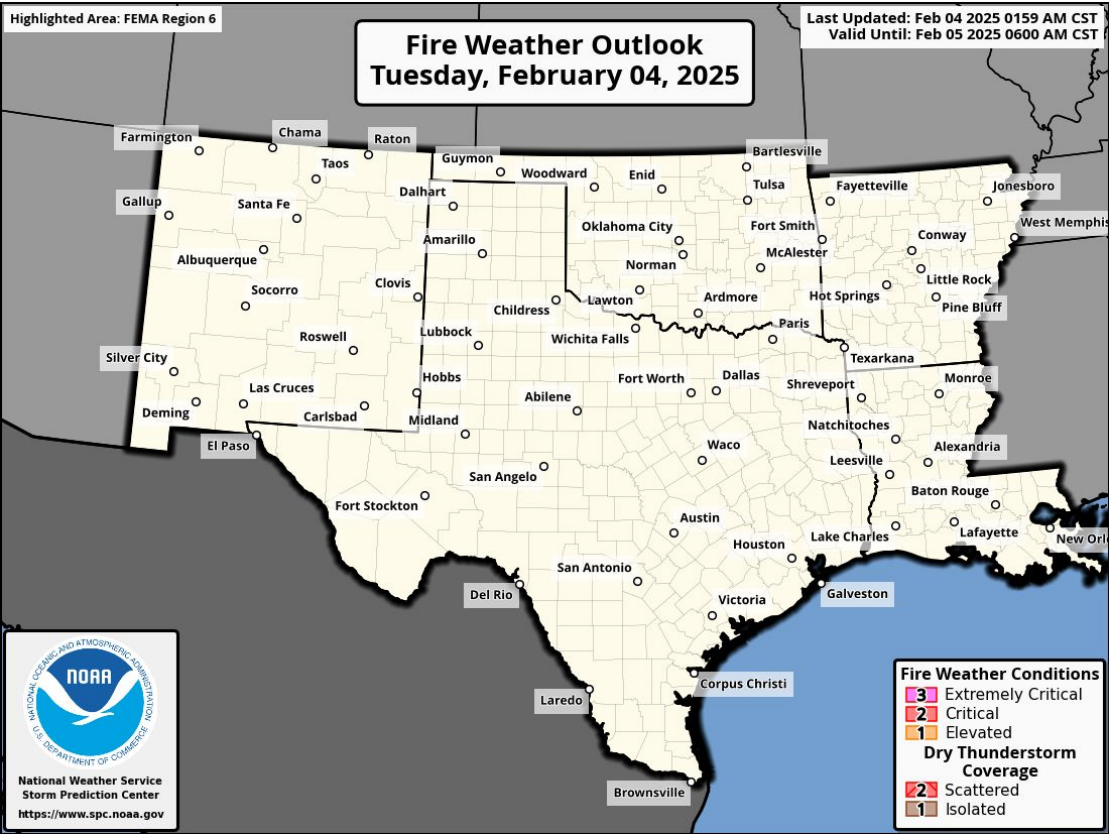 Highlighted Area: FEMA Region 6
Fire Weather Outlook
Tuesday, February 04, 2025
Last Updated: Feb 04 2025 0159 AM CST
Valid Until: Feb 05 2025 0600 AM CST
Farmington
Chama
Raton
Taos
Guymon
Woodward
Enid
Bartlesville
Tulsa
Fayetteville
Jonesboro
Gallup
Santa Fe
Dalhart
West Memphis
Oklahoma City
Fort Smith
Conway
Albuquerque
Amarillo
Norman
McAlester
Little Rock
Socorro
Clovis
Childress
Lawton
Ardmore
Hot Springs
Pine Bluff
Roswell
Lubbock
Wichita Falls
Paris
Texarkana
Silver City
Las Cruces
Hobbs
Fort Worth
Dallas
Shreveport
Monroe
Deming
Carlsbad
Midland
Abilene
Natchitoches
El Paso
Waco
Alexandria
San Angelo
Leesville
Fort Stockton
Baton Rouge
Austin
Lake Charles
Lafayette
New Orl
Houston
San Antonio
Del Rio
Victoria
Galveston
Laredo
Corpus Christi
Brownsville
NATIONAL OCEANIC AND ATMOSPHERIC ADMINISTRATION
NOAA
U.S. DEPARTMENT OF COMMERCE
National Weather Service
Storm Prediction Center
https://www.spc.noaa.gov
Fire Weather Conditions
3 Extremely Critical
2 Critical
1 Elevated
Dry Thunderstorm
Coverage
2 Scattered
1 Isolated